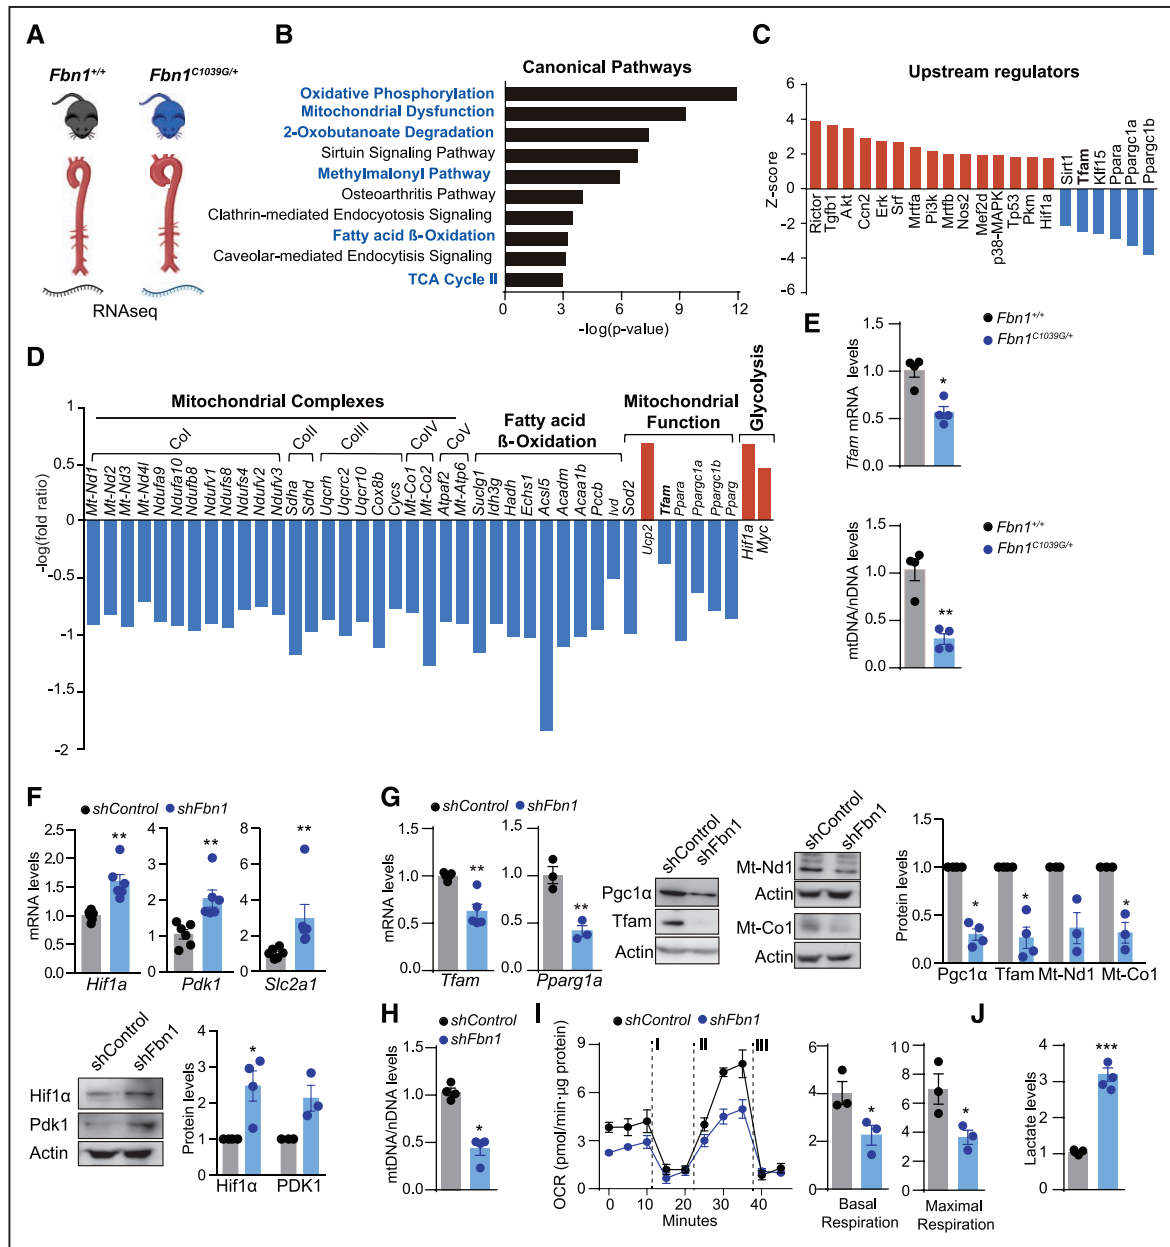 A
Fbn1+/+
Fbn1C1039G/+
RNAseq
B
Canonical Pathways
Oxidative Phosphorylation
Mitochondrial Dysfunction
2-Oxobutanoate Degradation
Sirtuin Signaling Pathway
Methylmalonyl Pathway
Osteoarthritis Pathway
Clathrin-mediated Endocyotosis Signaling
Fatty acid ß-Oxidation
Caveolar-mediated Endocytisis Signaling
TCA Cycle II
0 3 6 9 12
-log(p-value)
C
Upstream regulators
Z-score
6
4
2
0
-2
-4
-6
Rictor
Tgfb1
Akt
Ccn2
Erk
Srf
Mrtfa
Pi3k
Mrtfb
Nos2
Mef2d
p38-MAPK
Tp53
Pkm
Hif1a
Sirt1
Tfam
Klf15
Ppara
Ppargc1a
Ppargc1b
D
Mitochondrial Complexes
CoI
CoII
CoIII
CoIV
CoV
Fatty acid
ß-Oxidation
Mitochondrial
Function
Glycolysis
-log(fold ratio)
1
0.5
0
-0.5
-1
-1.5
-2
Mt-Nd1
Mt-Nd2
Mt-Nd3
Mt-Nd4l
Ndufa9
Ndufa10
Ndufb8
Ndufv1
Ndufs8
Ndufs4
Ndufv2
Ndufv3
Sdha
Sdhd
Uqcrh
Uqcrc2
Uqcr10
Cox8b
Cycs
Mt-Co1
Mt-Co2
Atpaf2
Mt-Atp6
Suclg1
Idh3g
Hadh
Echs1
Acsl5
Acadm
Acaa1b
Pccb
Ivd
Sod2
Ucp2
Tfam
Ppara
Ppargc1a
Ppargc1b
Pparg
Hif1a
Myc
E
Fbn1+/+
Fbn1C1039G/+
Tfam mRNA levels
1.5
1.0
0.5
0.0
*
Fbn1+/+
Fbn1C1039G/+
mtDNA/nDNA levels
1.5
1.0
0.5
0.0
**
F
shControl shFbn1
mRNA levels
2.5
2.0
1.5
1.0
0.5
0.0
**
Hif1a
6
4
2
0
**
Pdk1
8
6
4
2
0
**
Slc2a1
shControl
shFbn1
Hif1α
Pdk1
Actin
Protein levels
4
3
2
1
0
*
Hif1α PDK1
G
shControl shFbn1
mRNA levels
1.5
1.0
0.5
0.0
**
Tfam
1.5
1.0
0.5
0.0
**
Pparg1a
shControl
shFbn1
Pgc1α
Tfam
Actin
shControl
shFbn1
Mt-Nd1
Actin
Mt-Co1
Actin
Protein levels
1.5
1.0
0.5
0.0
* * *
Pgc1α Tfam Mt-Nd1 Mt-Co1
H
shControl
shFbn1
mtDNA/nDNA levels
1.5
1.0
0.5
0.0
*
I
shControl shFbn1
I II III
OCR (pmol/min·µg protein)
9
6
3
0
0 10 20 30 40
Minutes
6
4
2
0
*
Basal
Respiration
10
8
6
4
2
0
*
Maximal
Respiration
J
Lactate levels
4
3
2
1
0
***